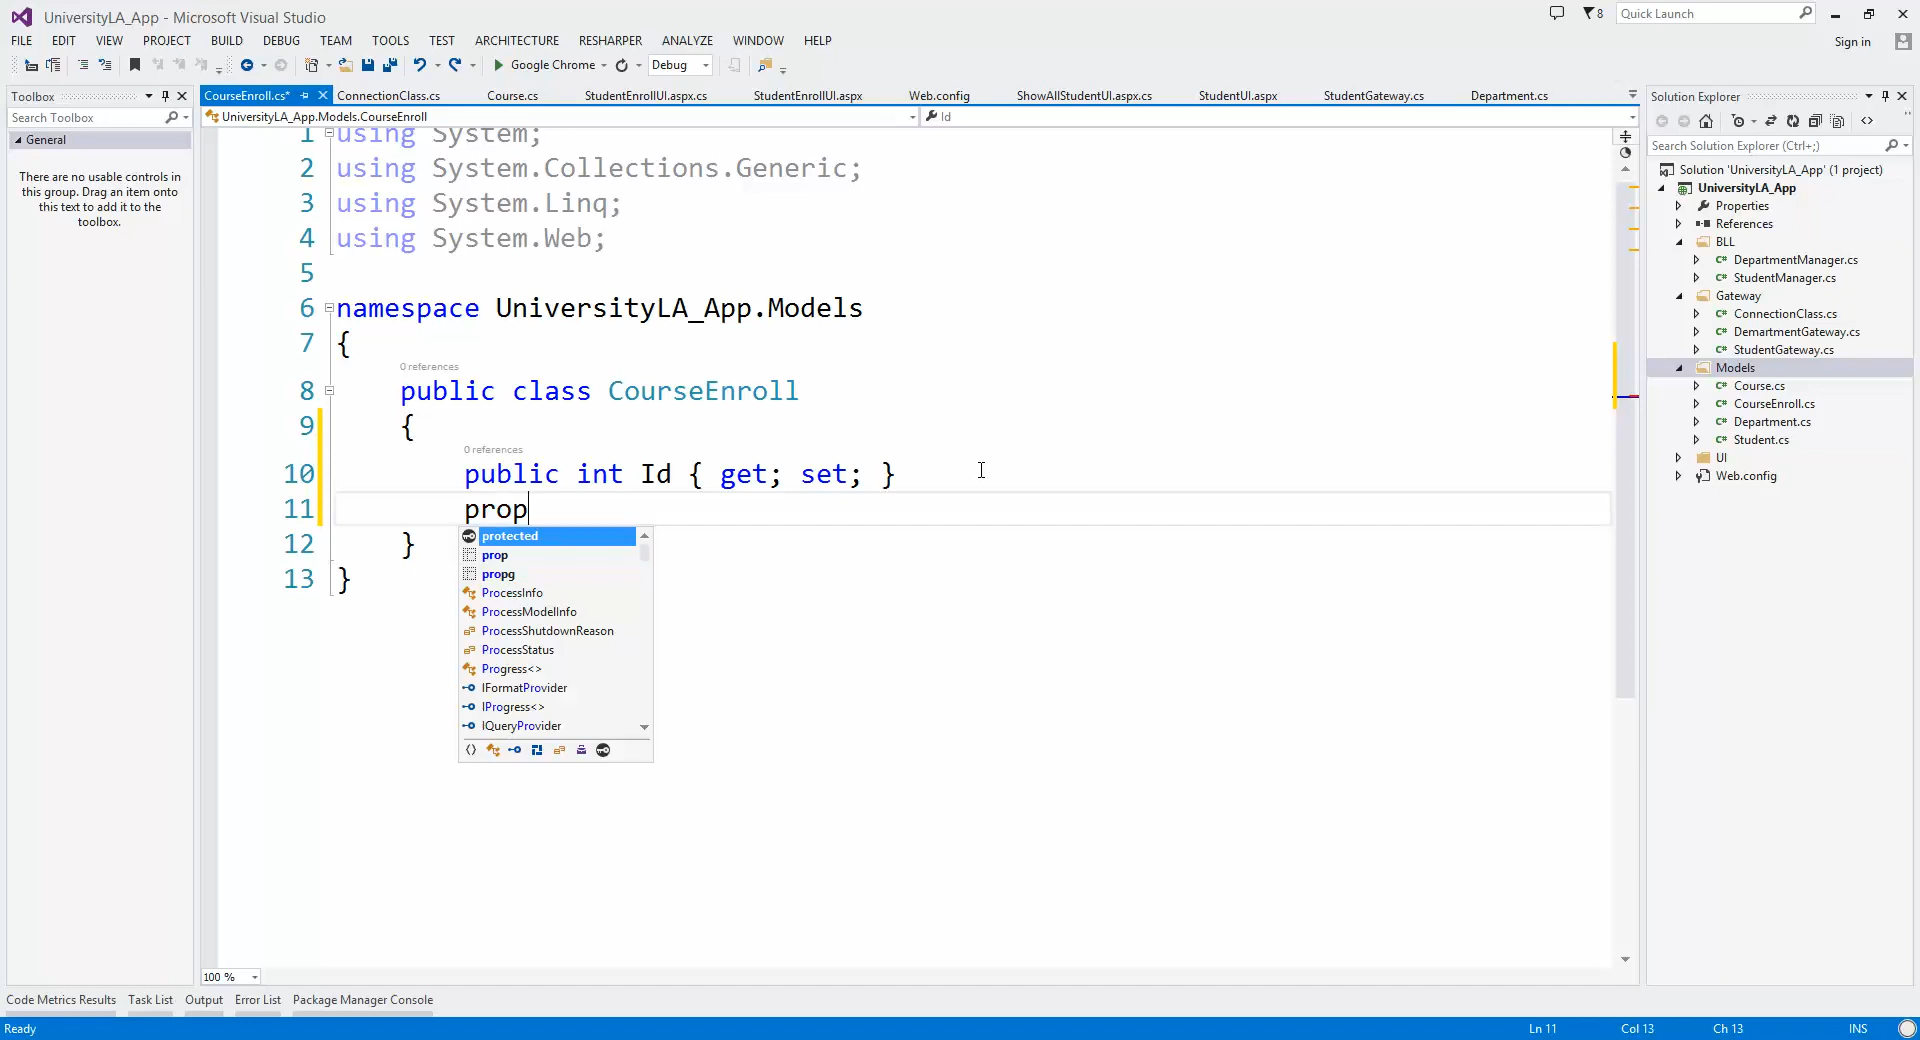 UniversityLA_App - Microsoft Visual Studio
8
Quick Launch
FILE EDIT VIEW PROJECT BUILD DEBUG TEAM TOOLS TEST ARCHITECTURE RESHARPER ANALYZE WINDOW HELP
Sign in
Google Chrome Debug
Toolbox
Search Toolbox
General
There are no usable controls in
this group. Drag an item onto
this text to add it to the
toolbox.
CourseEnroll.cs* ConnectionClass.cs Course.cs StudentEnrollUI.aspx.cs StudentEnrollUI.aspx Web.config ShowAllStudentUI.aspx.cs StudentUI.aspx StudentGateway.cs Department.cs
UniversityLA_App.Models.CourseEnroll Id
1 using System;
2 using System.Collections.Generic;
3 using System.Linq;
4 using System.Web;
5
6 namespace UniversityLA_App.Models
7 {
0 references
8 public class CourseEnroll
9 {
0 references
10 public int Id { get; set; }
11 prop
12 }
13 }
protected
prop
propg
ProcessInfo
ProcessModelInfo
ProcessShutdownReason
ProcessStatus
Progress<>
IFormatProvider
IProgress<>
IQueryProvider
100 %
Solution Explorer
Search Solution Explorer (Ctrl+;)
Solution 'UniversityLA_App' (1 project)
UniversityLA_App
Properties
References
BLL
DepartmentManager.cs
StudentManager.cs
Gateway
ConnectionClass.cs
DemartmentGateway.cs
StudentGateway.cs
Models
Course.cs
CourseEnroll.cs
Department.cs
Student.cs
UI
Web.config
Code Metrics Results Task List Output Error List Package Manager Console
Ready Ln 11 Col 13 Ch 13 INS